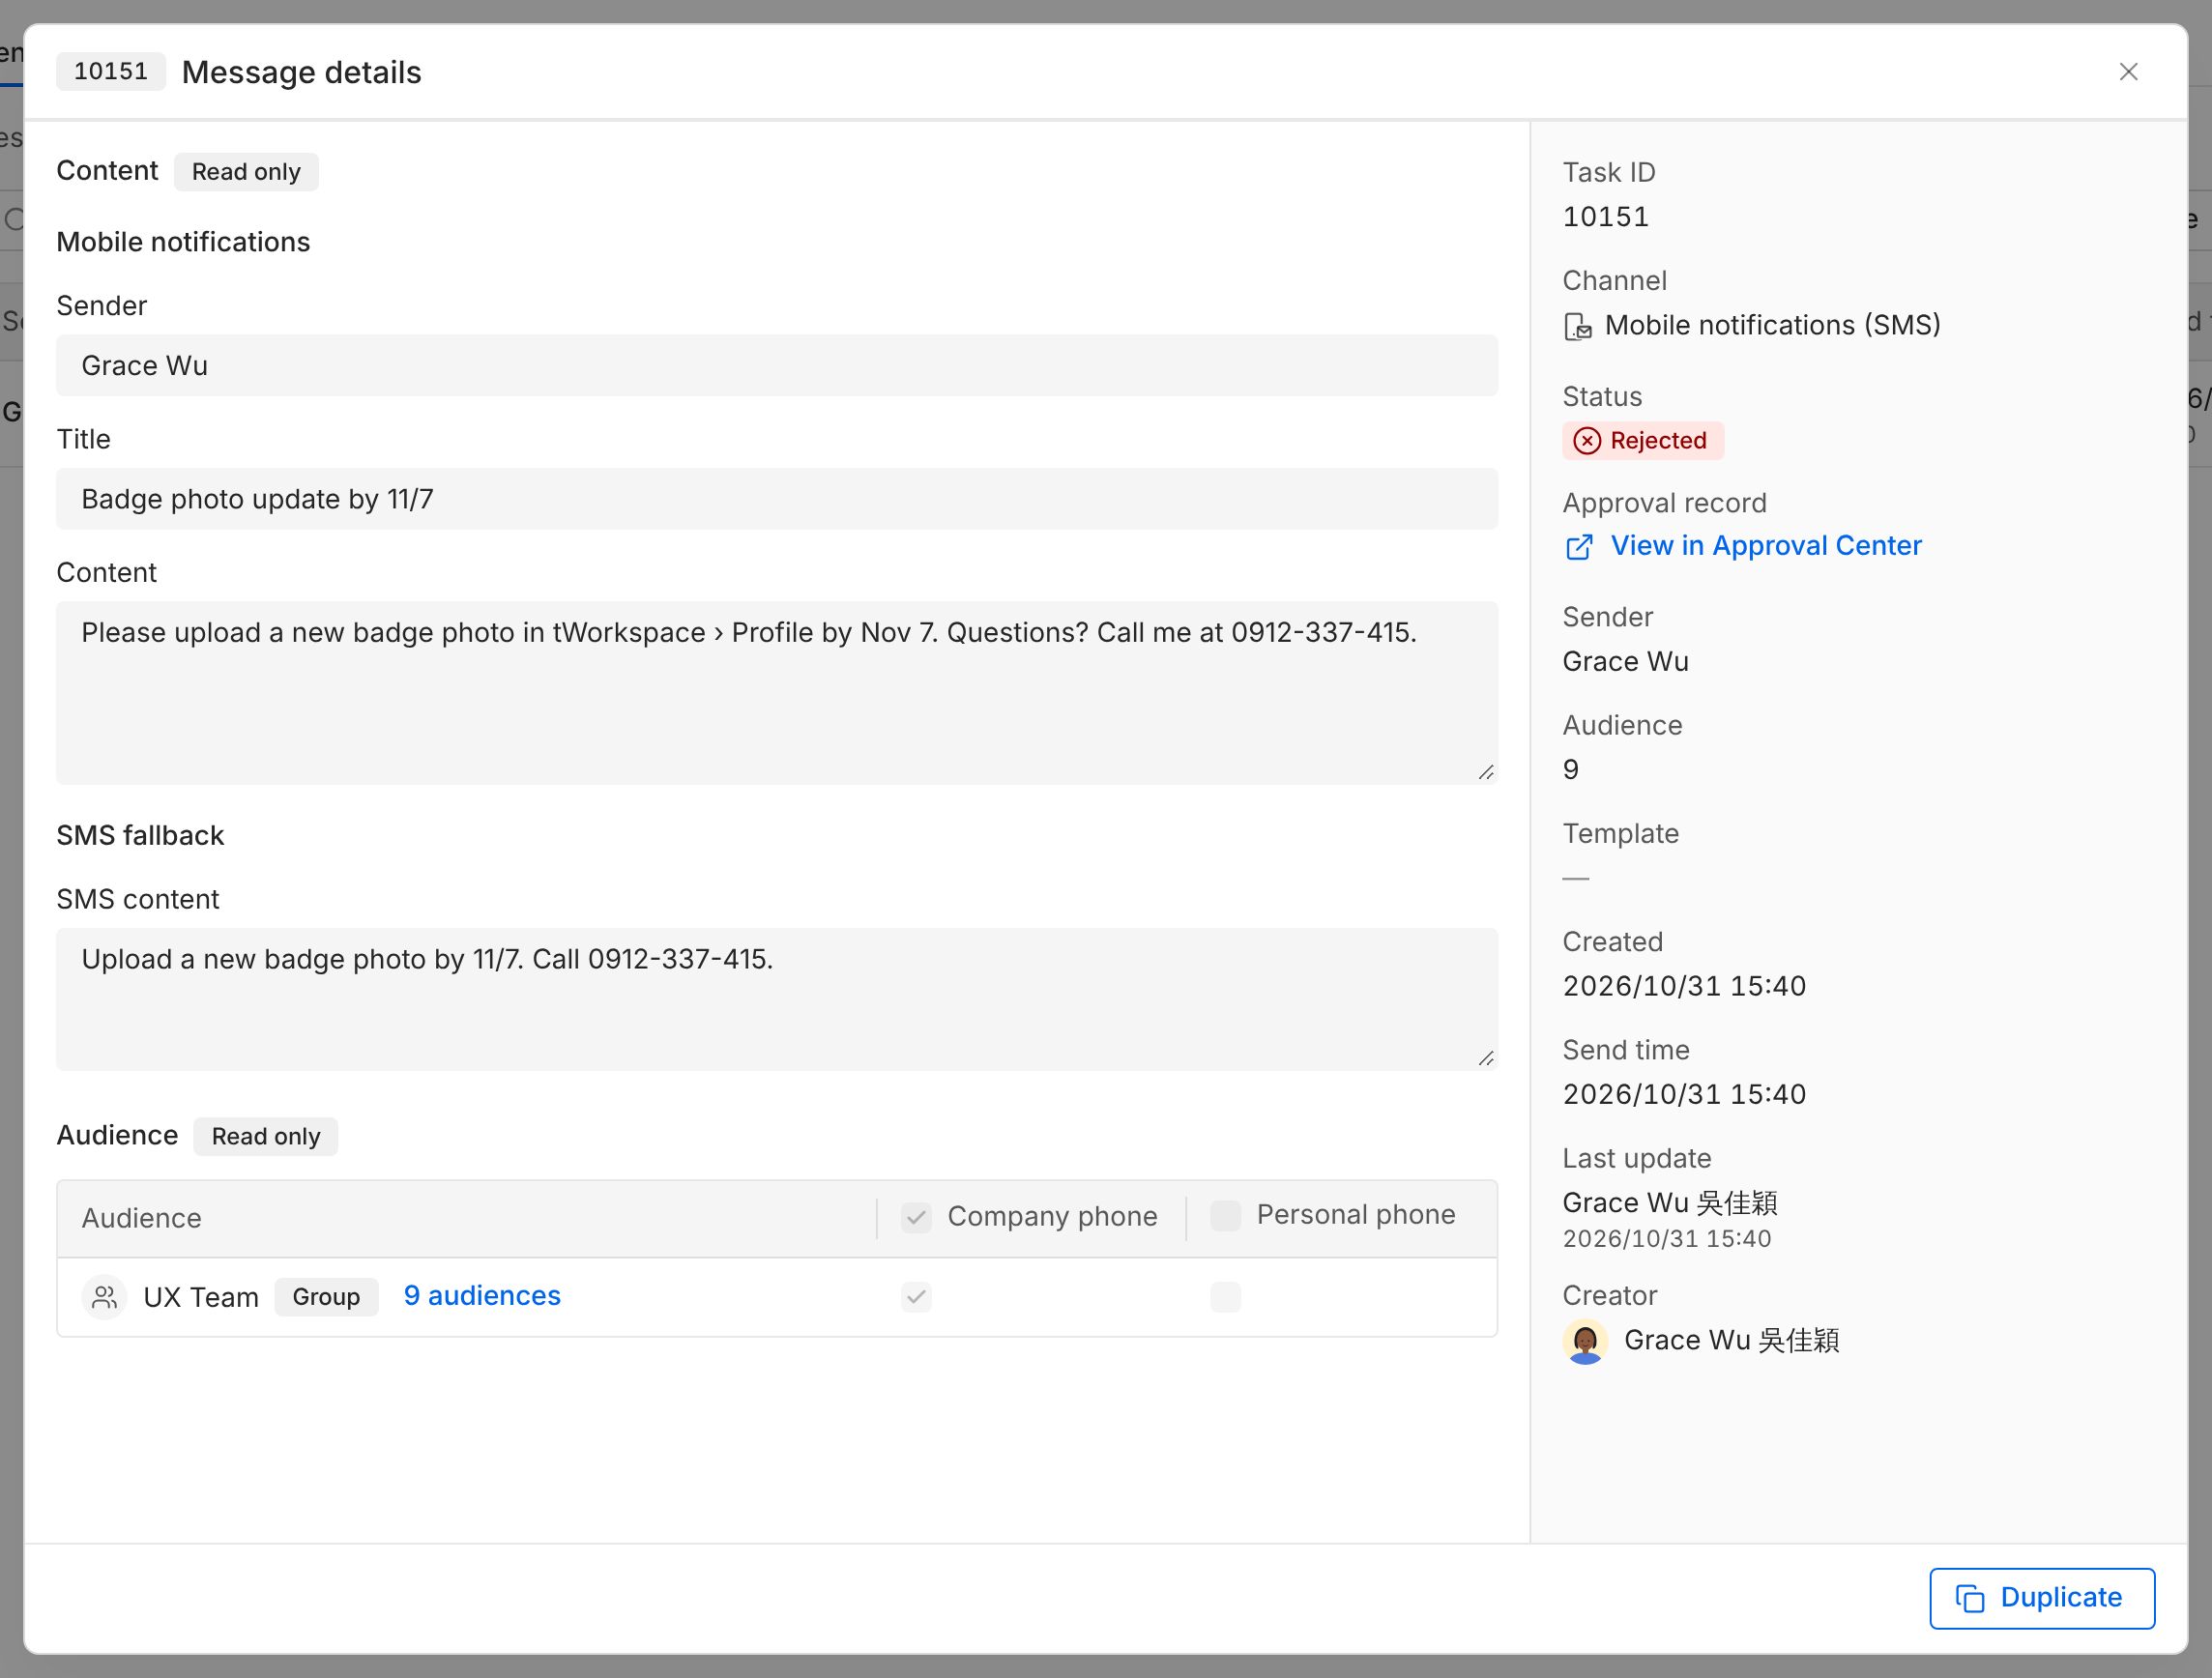 10151 Message details
Content Read only
Mobile notifications
Sender
Grace Wu
Title
Badge photo update by 11/7
Content
Please upload a new badge photo in tWorkspace › Profile by Nov 7. Questions? Call me at 0912-337-415.
SMS fallback
SMS content
Upload a new badge photo by 11/7. Call 0912-337-415.
Audience Read only
Audience Company phone Personal phone
UX Team Group 9 audiences
Task ID
10151
Channel
Mobile notifications (SMS)
Status
Rejected
Approval record
View in Approval Center
Sender
Grace Wu
Audience
9
Template
—
Created
2026/10/31 15:40
Send time
2026/10/31 15:40
Last update
Grace Wu 吳佳穎
2026/10/31 15:40
Creator
Grace Wu 吳佳穎
Duplicate